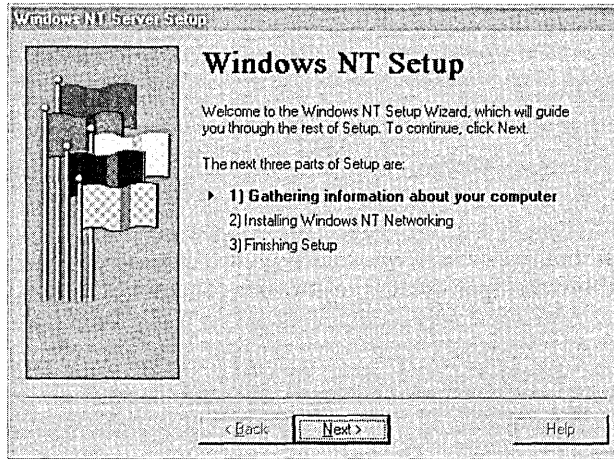 Windows NT Server Setup
Windows NT Setup
Welcome to the Windows NT Setup Wizard, which will guide
you through the rest of Setup. To continue, click Next.
The next three parts of Setup are:
1) Gathering information about your computer
2) Installing Windows NT Networking
3) Finishing Setup
< Back
Next >
Help